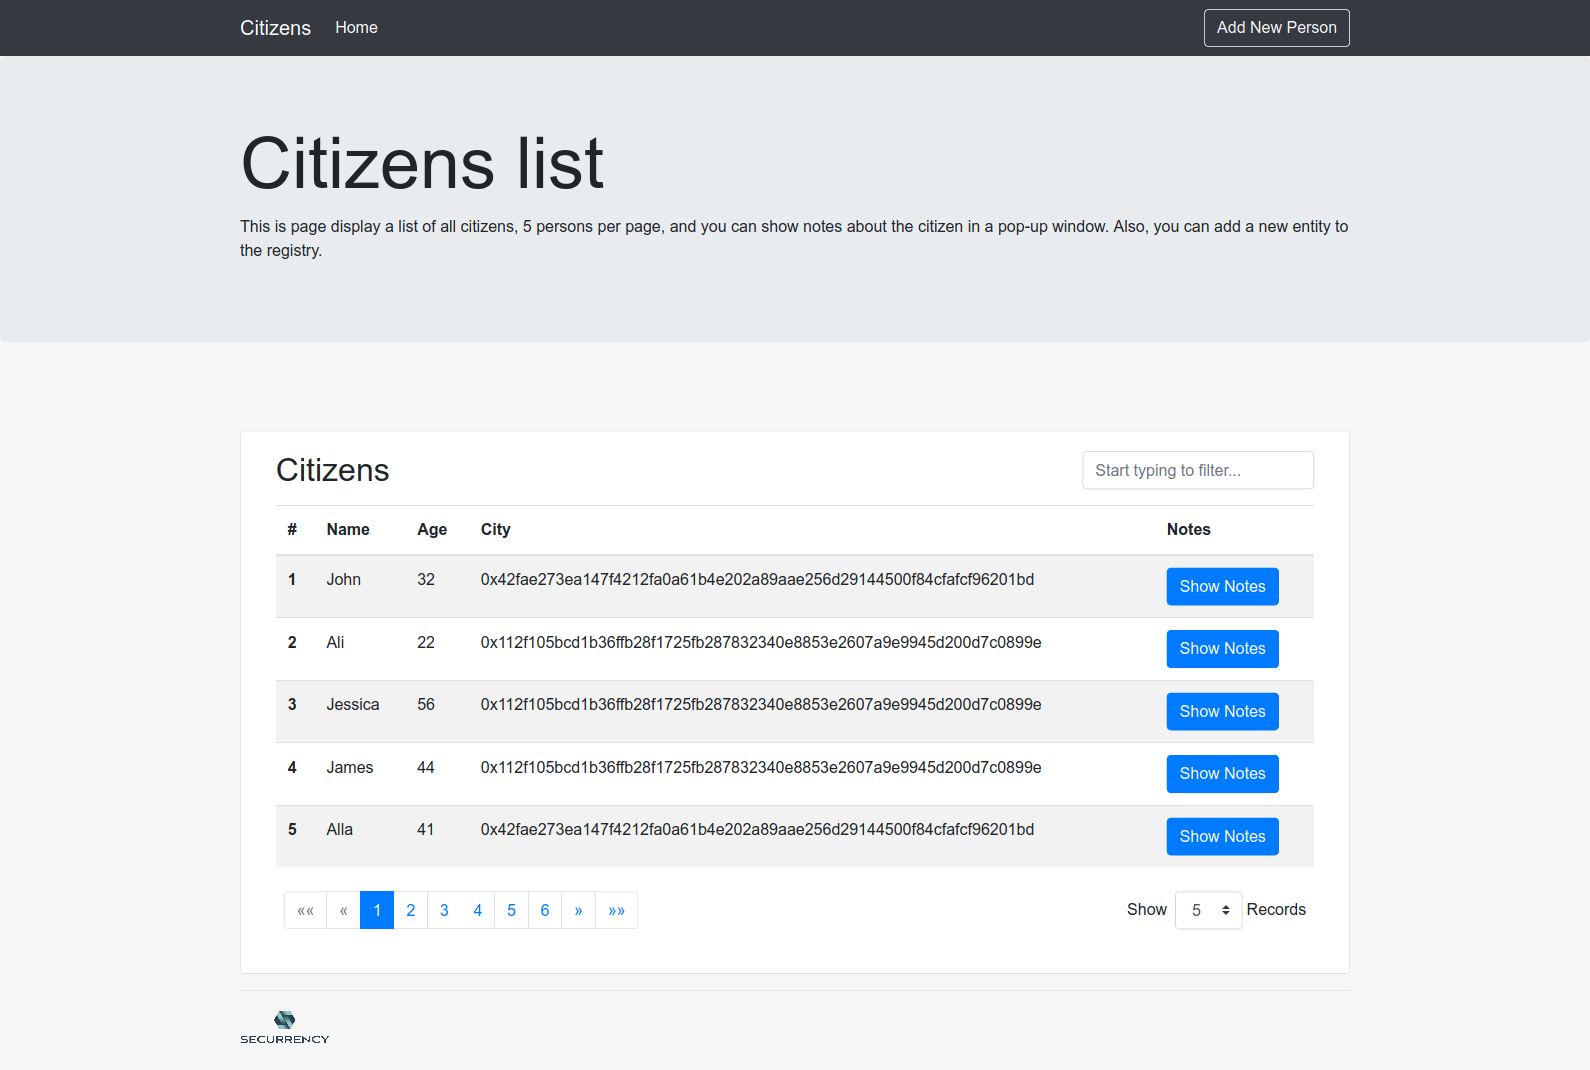 Citizens Home Add New Person
Citizens list
This is page display a list of all citizens, 5 persons per page, and you can show notes about the citizen in a pop-up window. Also, you can add a new entity to
the registry.
Citizens Start typing to filter...
# Name Age City Notes
1 John 32 0x42fae273ea147f4212fa0a61b4e202a89aae256d29144500f84cfafcf96201bd Show Notes
2 Ali 22 0x112f105bcd1b36ffb28f1725fb287832340e8853e2607a9e9945d200d7c0899e Show Notes
3 Jessica 56 0x112f105bcd1b36ffb28f1725fb287832340e8853e2607a9e9945d200d7c0899e Show Notes
4 James 44 0x112f105bcd1b36ffb28f1725fb287832340e8853e2607a9e9945d200d7c0899e Show Notes
5 Alla 41 0x42fae273ea147f4212fa0a61b4e202a89aae256d29144500f84cfafcf96201bd Show Notes
«« « 1 2 3 4 5 6 » »» Show 5 Records
SECURRENCY